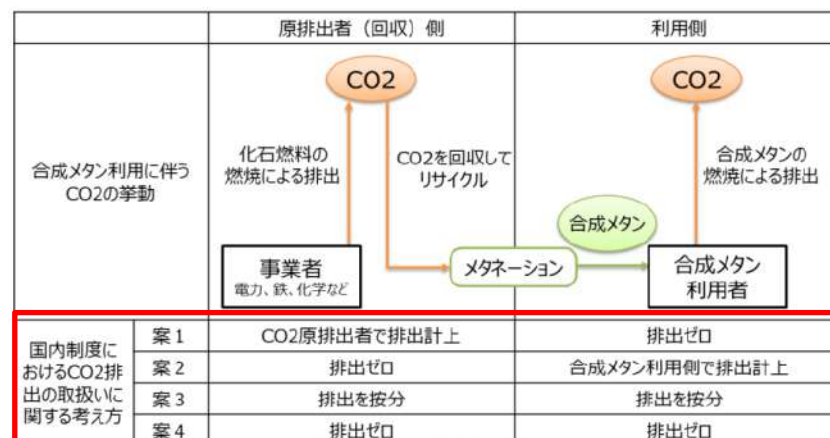 原排出者（回収）側
利用側
合成メタン利用に伴う
CO2の挙動
CO2
化石燃料の
燃焼による排出
CO2を回収して
リサイクル
事業者
電力、鉄、化学など
メタネーション
合成メタン
CO2
合成メタンの
燃焼による排出
合成メタン
利用者
国内制度に
おけるCO2排
出の取扱いに
関する考え方
案1 CO2原排出者で排出計上 排出ゼロ
案2 排出ゼロ 合成メタン利用側で排出計上
案3 排出を按分 排出を按分
案4 排出ゼロ 排出ゼロ